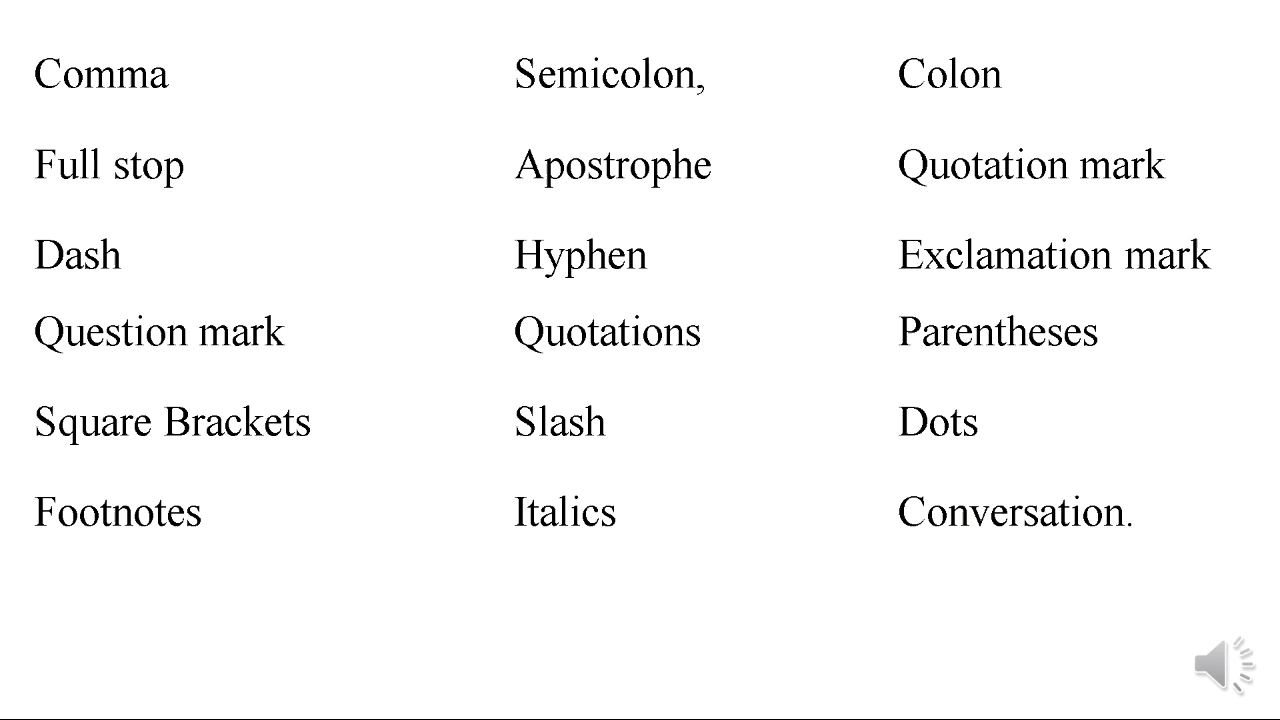 Comma Semicolon, Colon
Full stop Apostrophe Quotation mark
Dash Hyphen Exclamation mark
Question mark Quotations Parentheses
Square Brackets Slash Dots
Footnotes Italics Conversation.